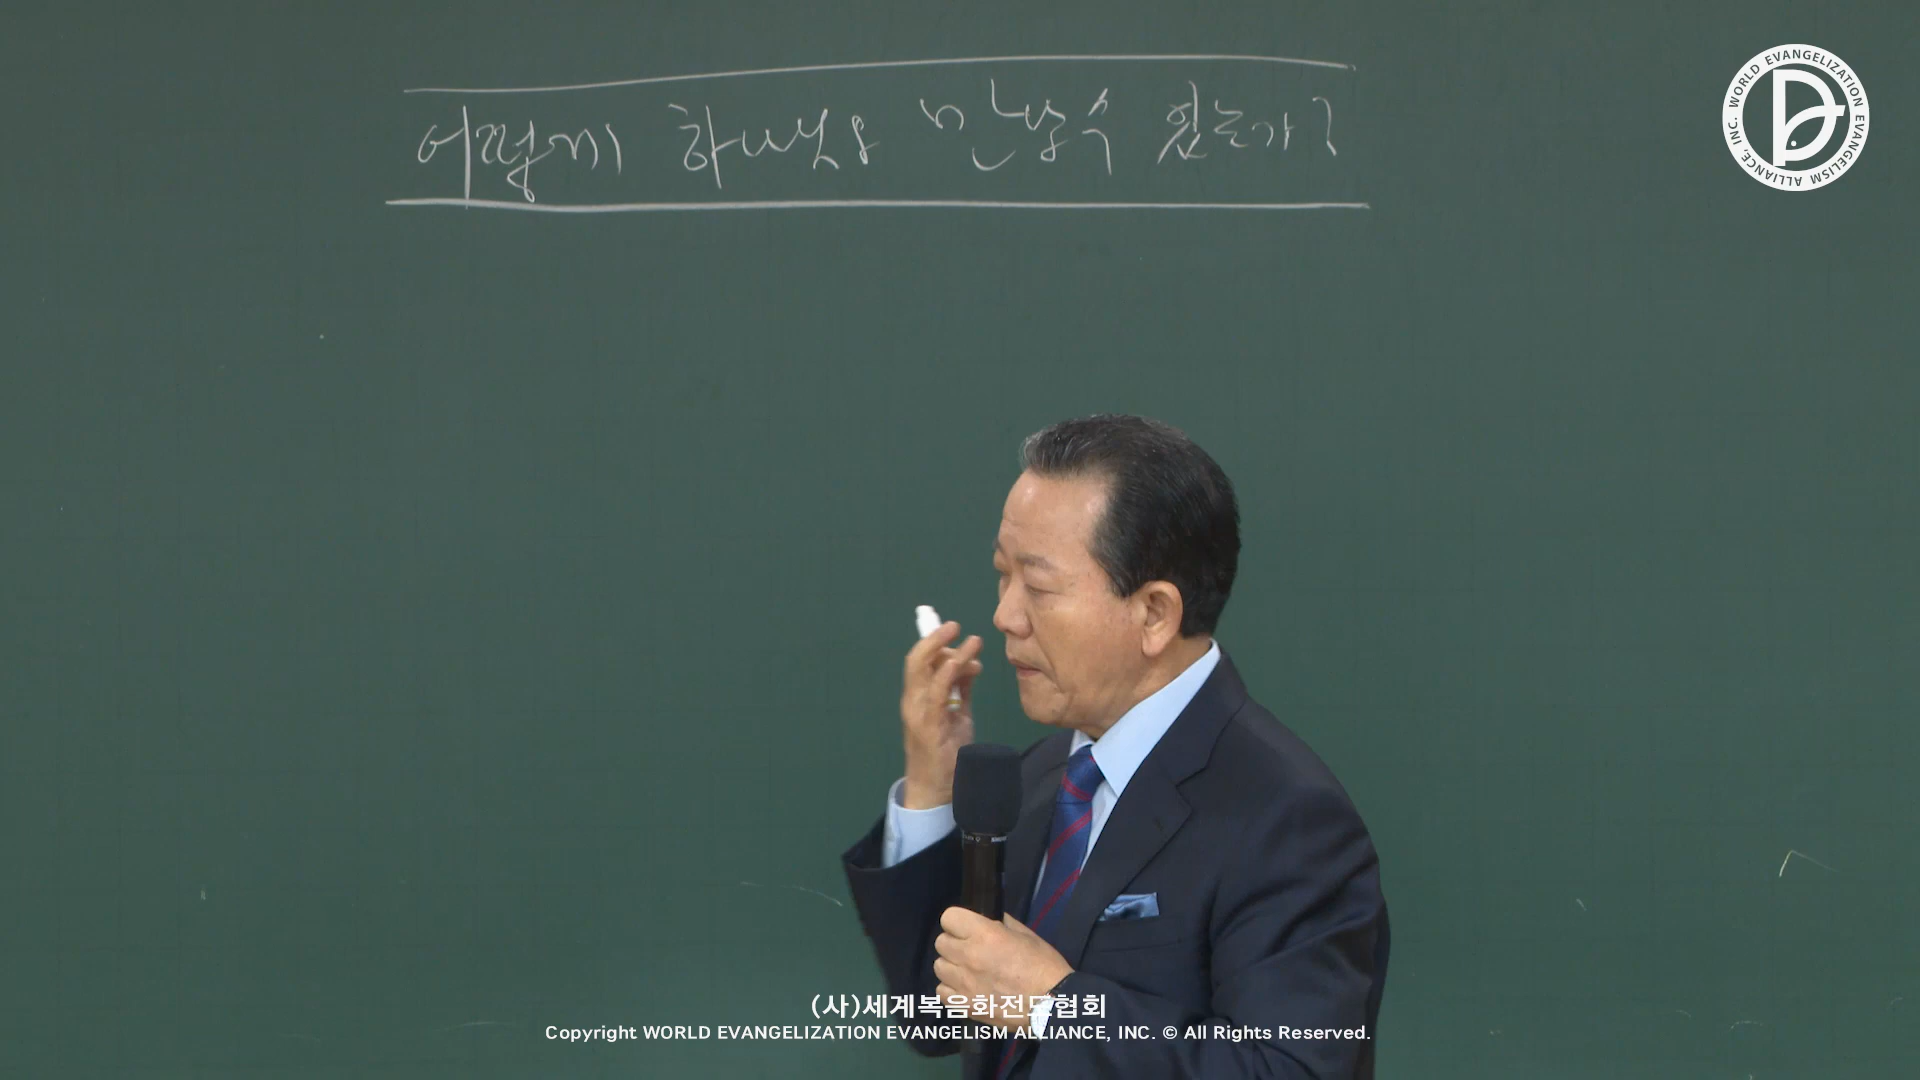 어떻게 하나님을 만날 수 있는가?
WORLD EVANGELIZATION EVANGELISM ALLIANCE, INC.
(사)세계복음화전도협회
Copyright WORLD EVANGELIZATION EVANGELISM ALLIANCE, INC. © All Rights Reserved.